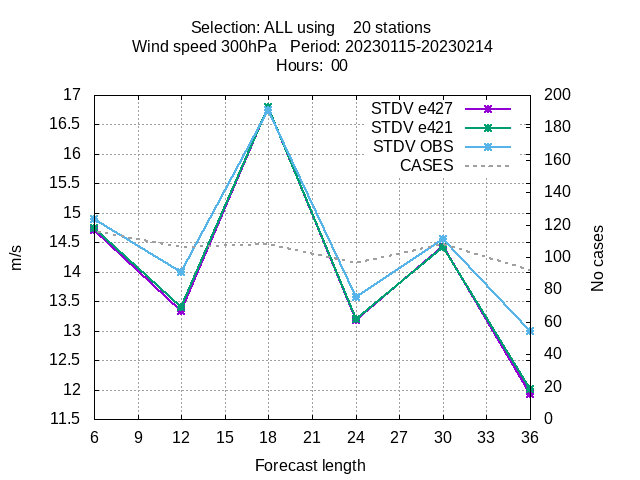 Selection: ALL using    20 stations
Wind speed 300hPa   Period: 20230115-20230214
Hours:  00
STDV e427
STDV e421
STDV OBS
CASES
17
16.5
16
15.5
15
14.5
14
13.5
13
12.5
12
11.5
200
180
160
140
120
100
80
60
40
20
0
m/s
No cases
6 9 12 15 18 21 24 27 30 33 36
Forecast length